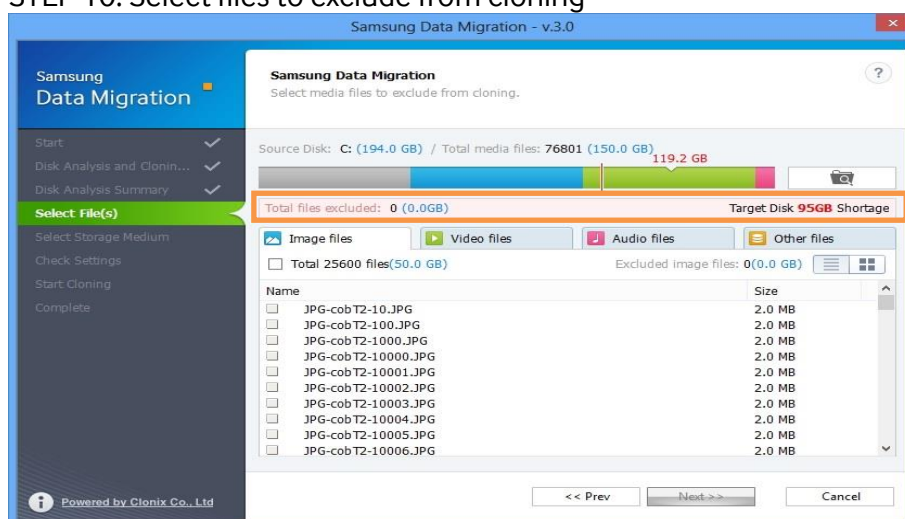 STEP 10: Select files to exclude from cloning
Samsung Data Migration - v.3.0
Samsung
Data Migration
Samsung Data Migration
Select media files to exclude from cloning.
?
Start
Disk Analysis and Clonin...
Disk Analysis Summary
Select File(s)
Select Storage Medium
Check Settings
Start Cloning
Complete
Source Disk: C: (194.0 GB) / Total media files: 76801 (150.0 GB)
119.2 GB
Total files excluded: 0 (0.0GB) Target Disk 95GB Shortage
Image files Video files Audio files Other files
Total 25600 files(50.0 GB) Excluded image files: 0(0.0 GB)
Name Size
JPG-cobT2-10.JPG 2.0 MB
JPG-cobT2-100.JPG 2.0 MB
JPG-cobT2-1000.JPG 2.0 MB
JPG-cobT2-10000.JPG 2.0 MB
JPG-cobT2-10001.JPG 2.0 MB
JPG-cobT2-10002.JPG 2.0 MB
JPG-cobT2-10003.JPG 2.0 MB
JPG-cobT2-10004.JPG 2.0 MB
JPG-cobT2-10005.JPG 2.0 MB
JPG-cobT2-10006.JPG 2.0 MB
Powered by Clonix Co., Ltd
<< Prev Next >> Cancel